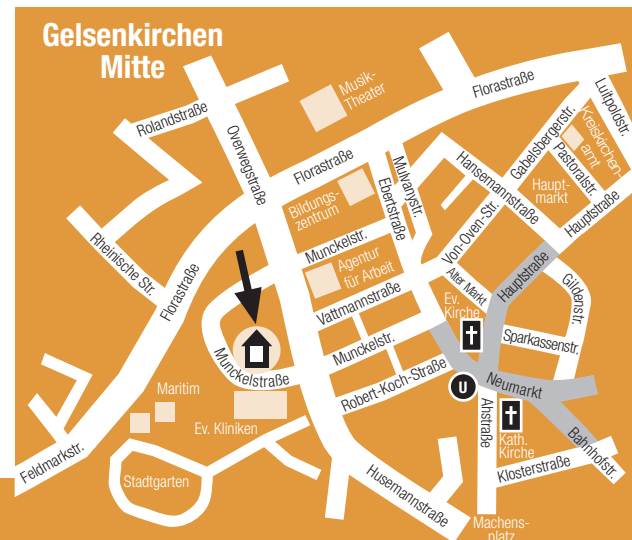 Gelsenkirchen
Mitte
Musik-
Theater
Florastraße
Luitpoldstr.
Rolandstraße
Overwegstraße
Gabelsbergerstr.
Kreiskirchen-
amt
Pastoralstr.
Florastraße
Mulvanystr.
Hansemannstraße
Haupt-
markt
Hauptstraße
Bildungs-
zentrum
Ebertstraße
Von-Oven-Str.
Rheinische Str.
Florastraße
Munckelstr.
Agentur
für Arbeit
Alter Markt
Hauptstraße
Gildenstr.
Vattmannstraße
Ev.
Kirche
Sparkassenstr.
Munckelstraße
Munckelstr.
Robert-Koch-Straße
U
Neumarkt
Maritim
Ev. Kliniken
Ahstraße
Kath.
Kirche
Bahnhofstr.
Feldmarkstr.
Stadtgarten
Husemannstraße
Klosterstraße
Machens-
platz